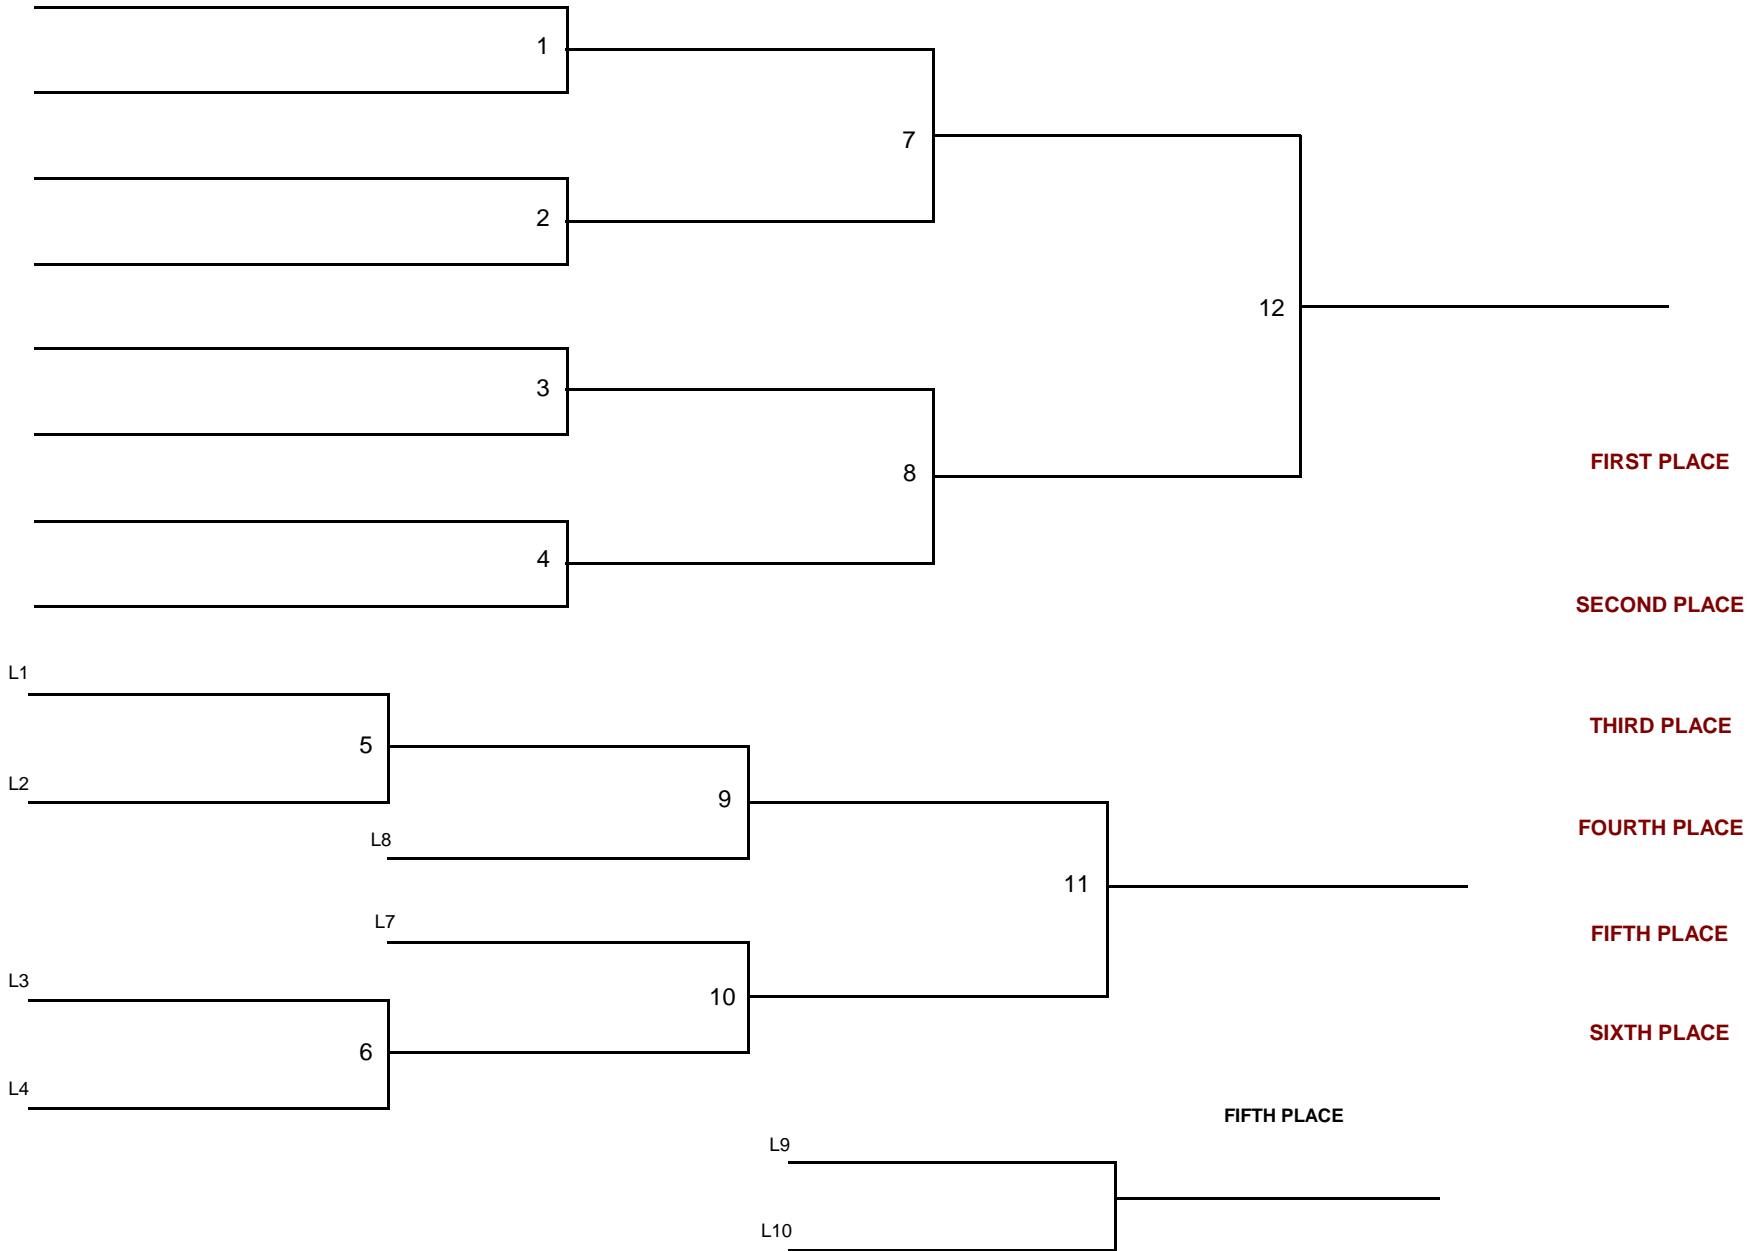 1
7
2
12
3
FIRST PLACE
8
4
SECOND PLACE
L1
THIRD PLACE
5
L2
9
FOURTH PLACE
L8
11
L7
FIFTH PLACE
L3
10
SIXTH PLACE
6
L4
FIFTH PLACE
L9
L10